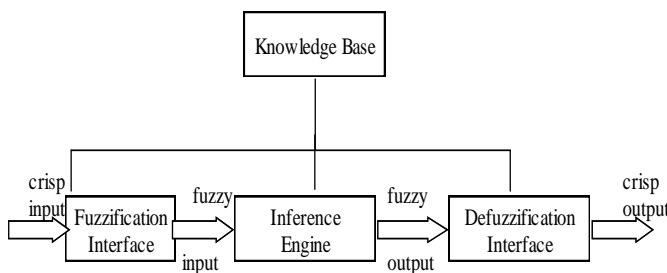 Knowledge Base
crisp
input
Fuzzification
Interface
fuzzy
input
Inference
Engine
fuzzy
output
Defuzzification
Interface
crisp
output